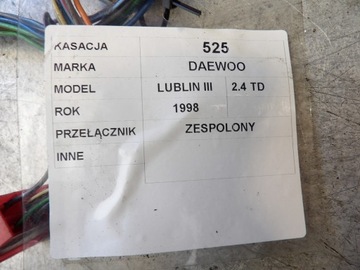 KASACJA 525
MARKA DAEWOO
MODEL LUBLIN III 2.4 TD
ROK 1998
PRZEŁĄCZNIK ZESPOLONY
INNE